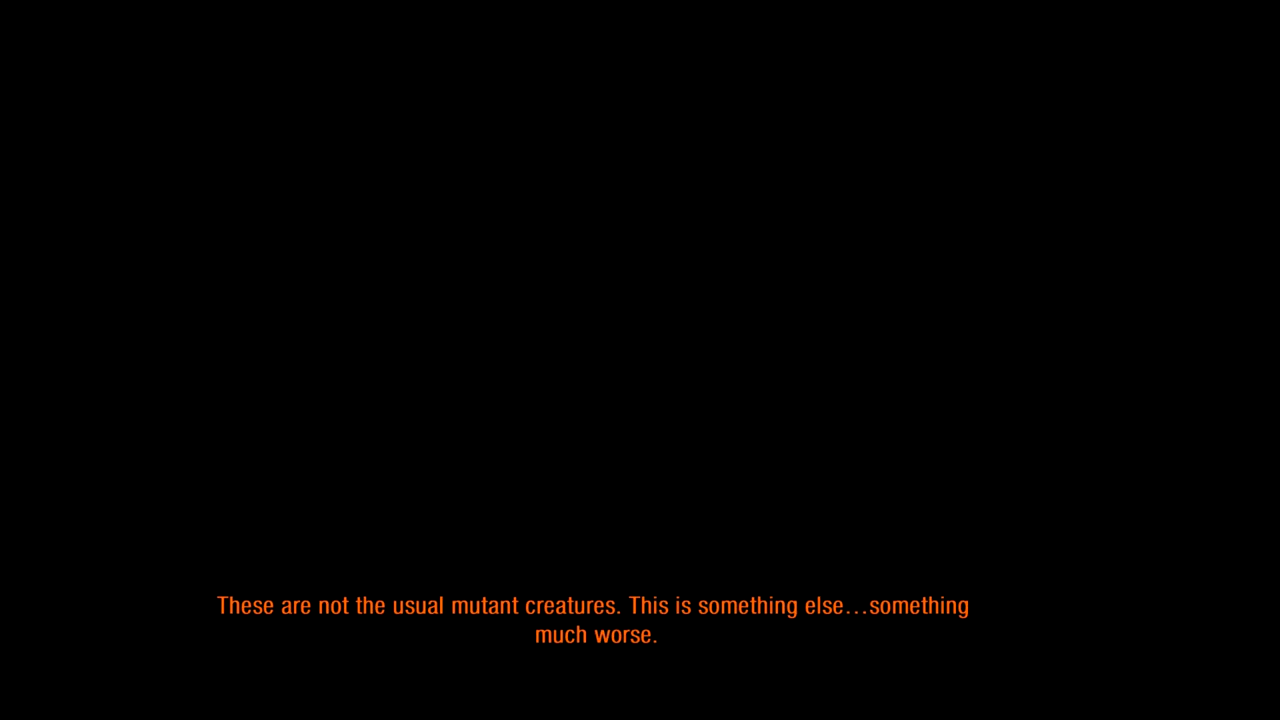 These are not the usual mutant creatures. This is something else…something
much worse.